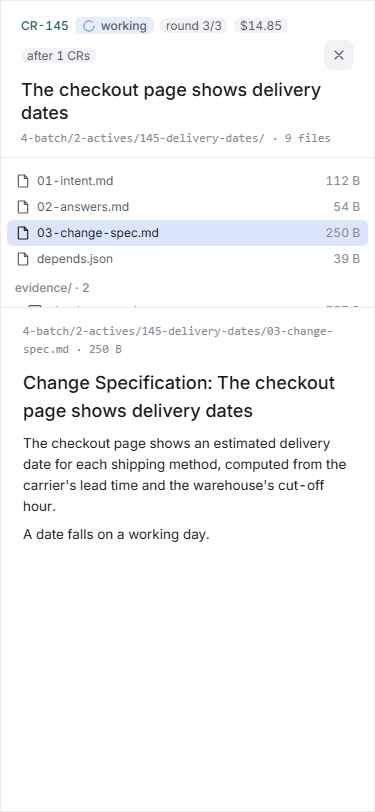 CR-145 working round 3/3 $14.85
after 1 CRs
The checkout page shows delivery
dates
4-batch/2-actives/145-delivery-dates/ · 9 files
01-intent.md 112 B
02-answers.md 54 B
03-change-spec.md 250 B
depends.json 39 B
evidence/ · 2
4-batch/2-actives/145-delivery-dates/03-change-
spec.md · 250 B
Change Specification: The checkout
page shows delivery dates
The checkout page shows an estimated delivery
date for each shipping method, computed from the
carrier's lead time and the warehouse's cut-off
hour.
A date falls on a working day.